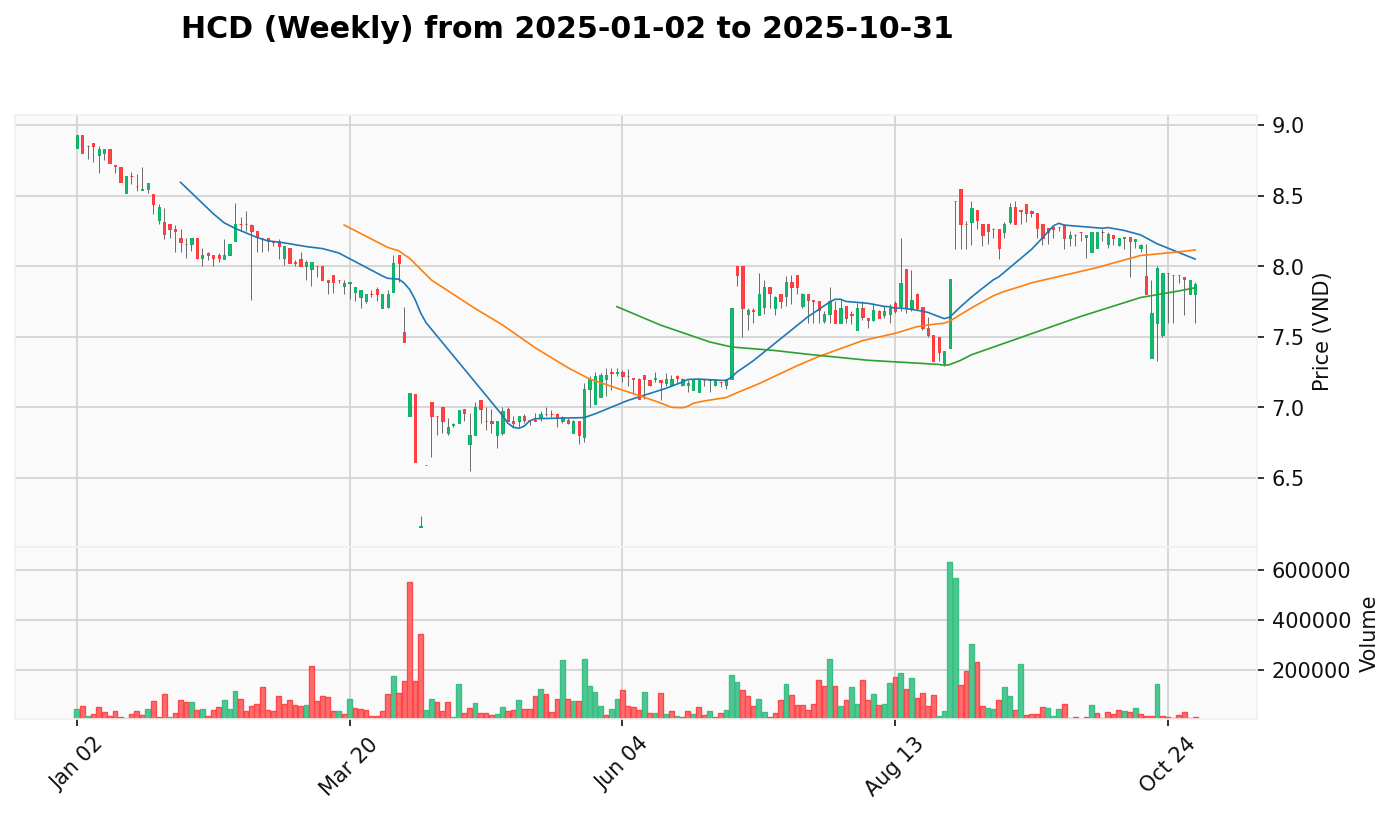 HCD (Weekly) from 2025-01-02 to 2025-10-31
9.0
8.5
8.0
7.5
7.0
6.5
Price (VND)
600000
400000
200000
Volume
Jan 02
Mar 20
Jun 04
Aug 13
Oct 24